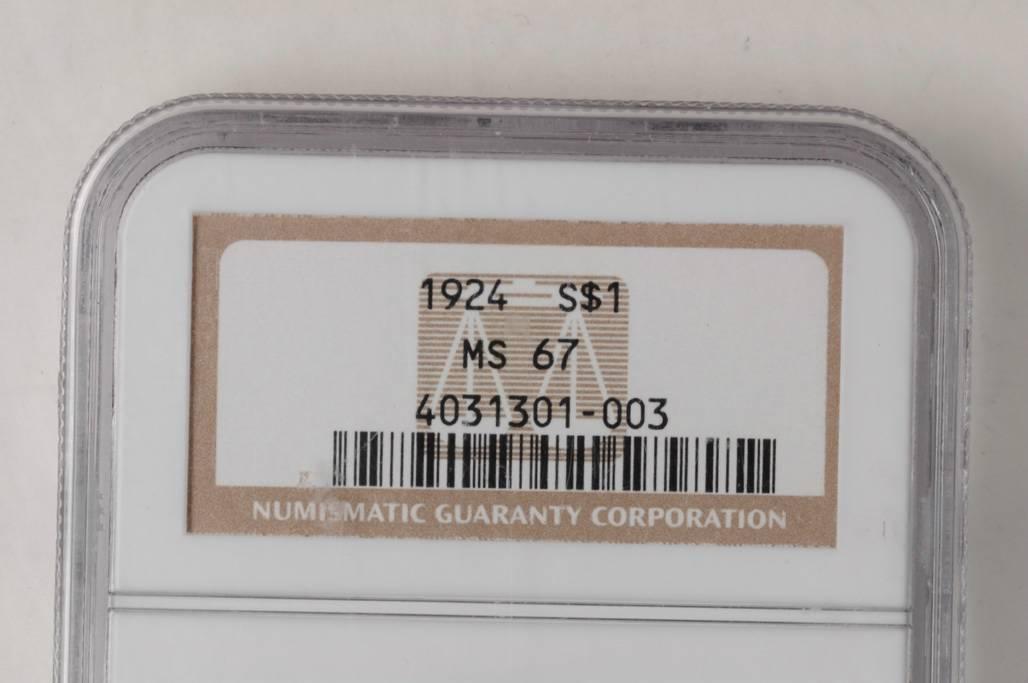 1924 S$1
MS 67
4031301-003
NUMISMATIC GUARANTY CORPORATION